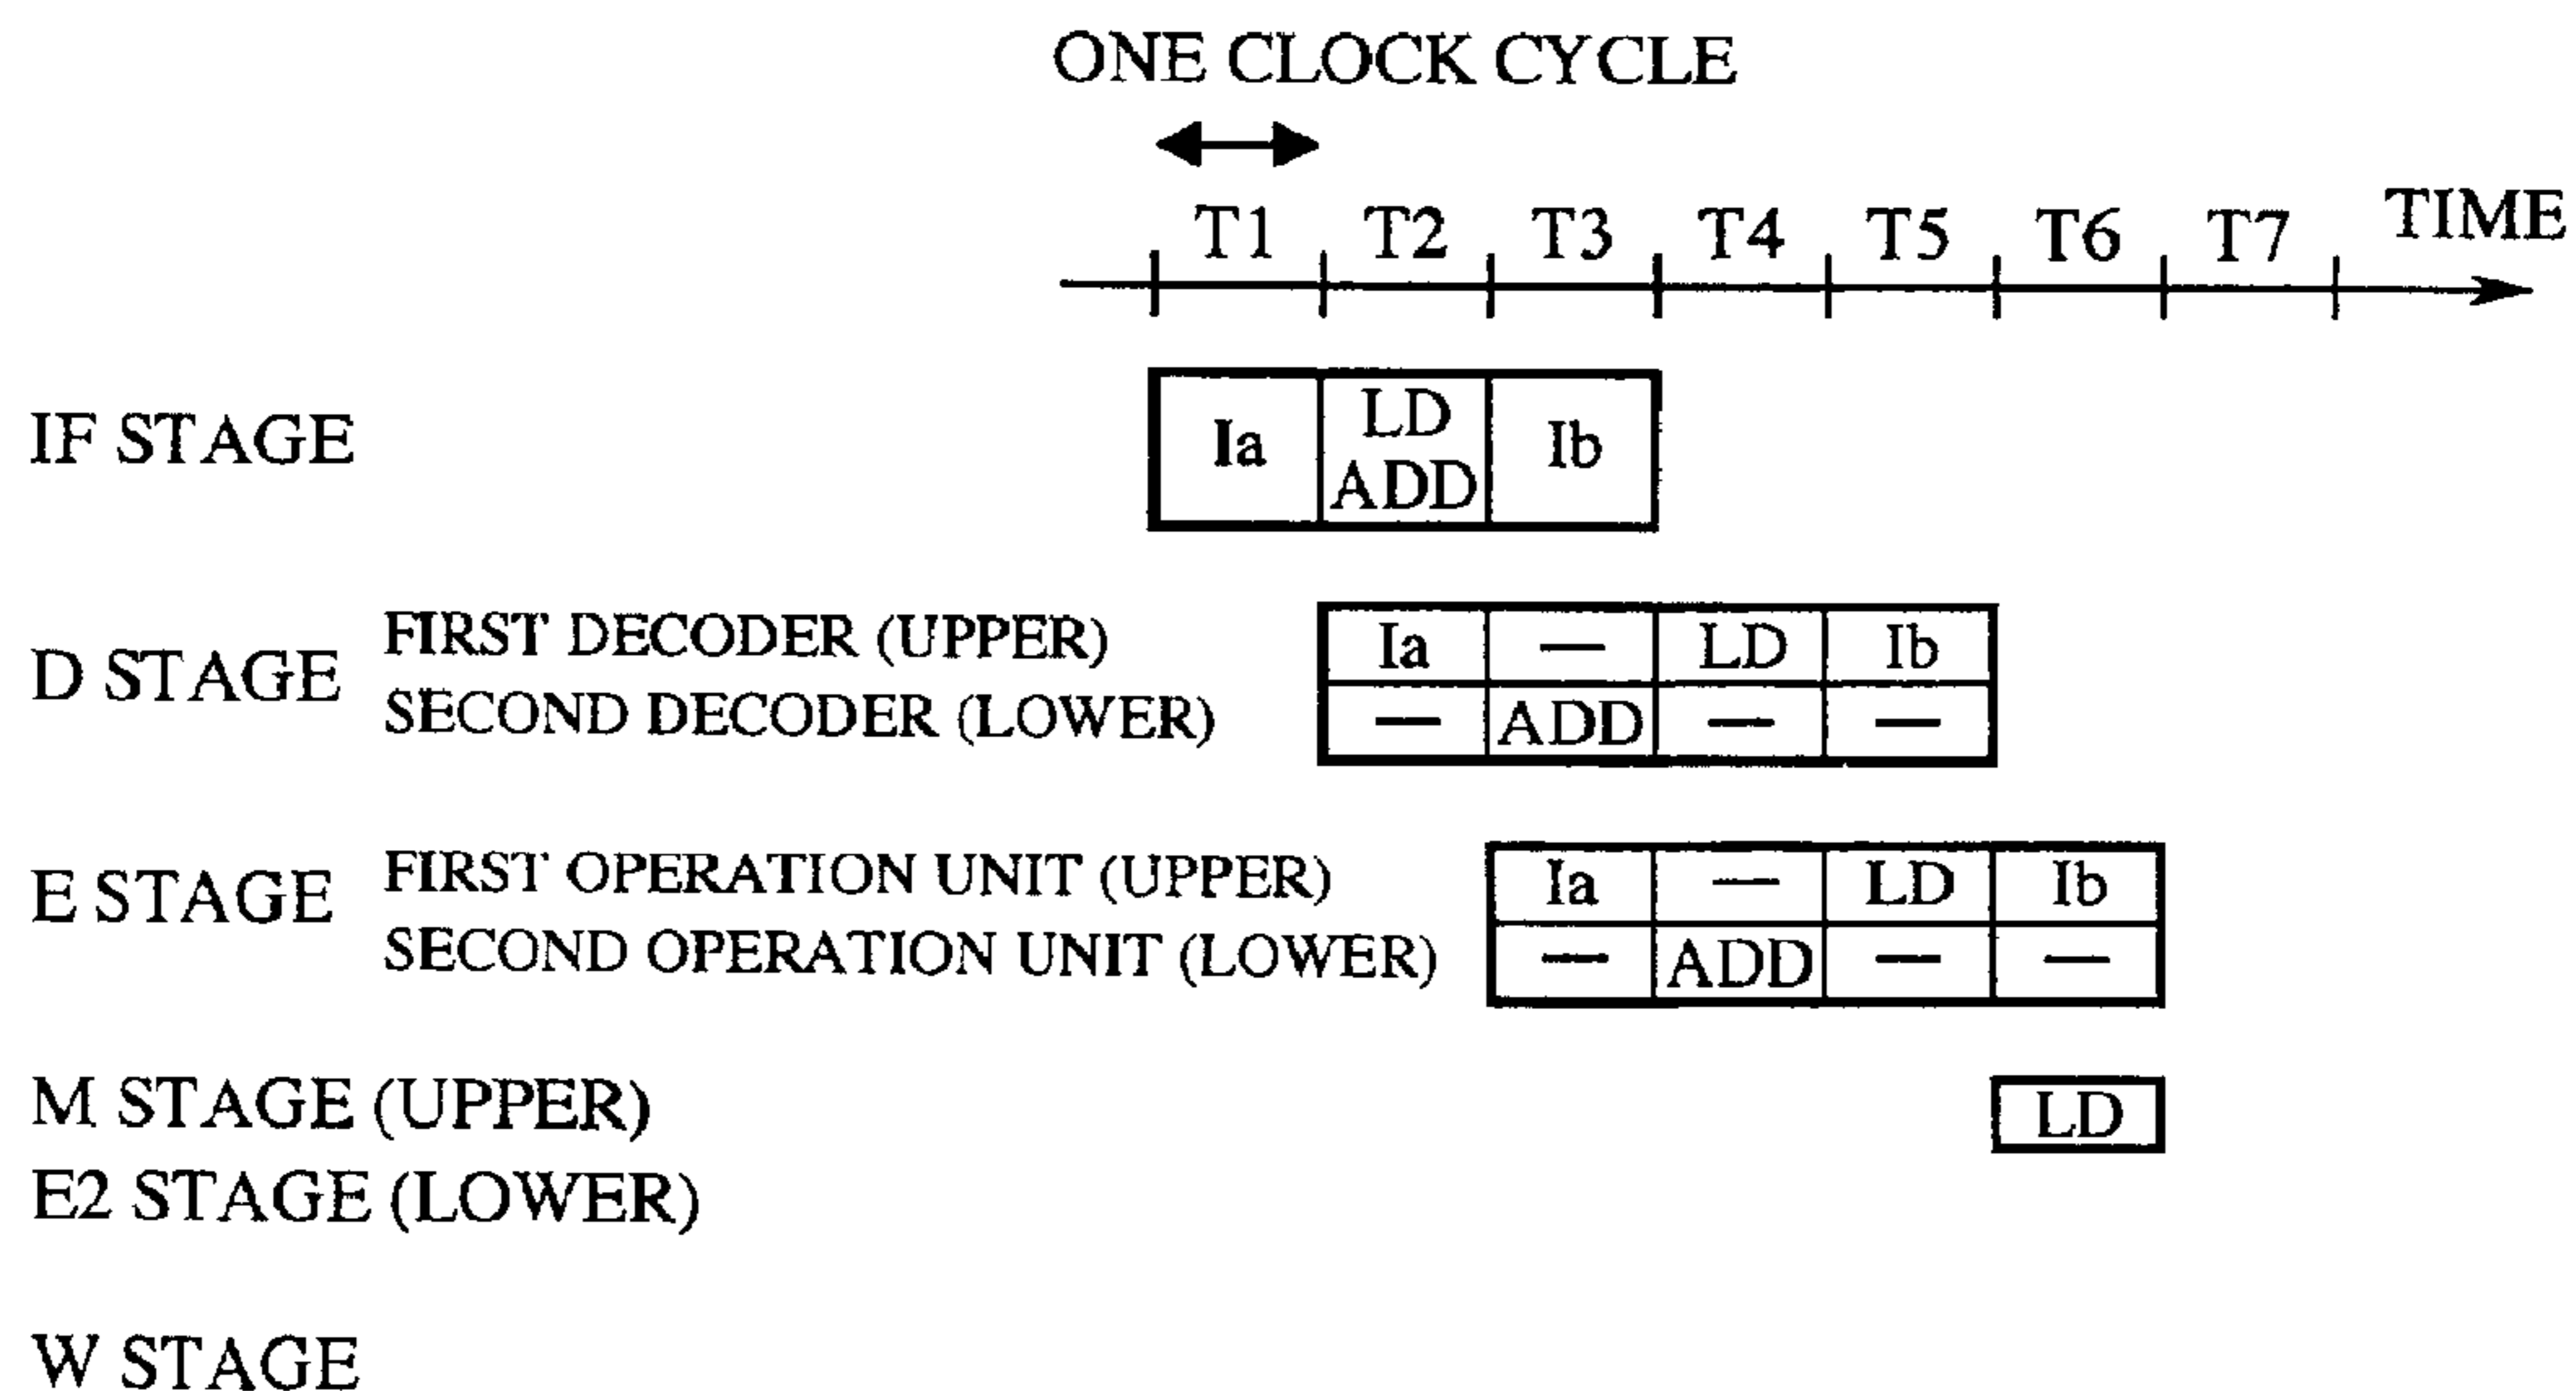 ONE CLOCK CYCLE
T1 T2 T3 T4 T5 T6 T7 TIME
IF STAGE
Ia
LD
ADD
Ib
D STAGE
FIRST DECODER (UPPER)
SECOND DECODER (LOWER)
Ia — LD Ib
— ADD — —
E STAGE
FIRST OPERATION UNIT (UPPER)
SECOND OPERATION UNIT (LOWER)
Ia — LD Ib
— ADD — —
M STAGE (UPPER)
LD
E2 STAGE (LOWER)
W STAGE